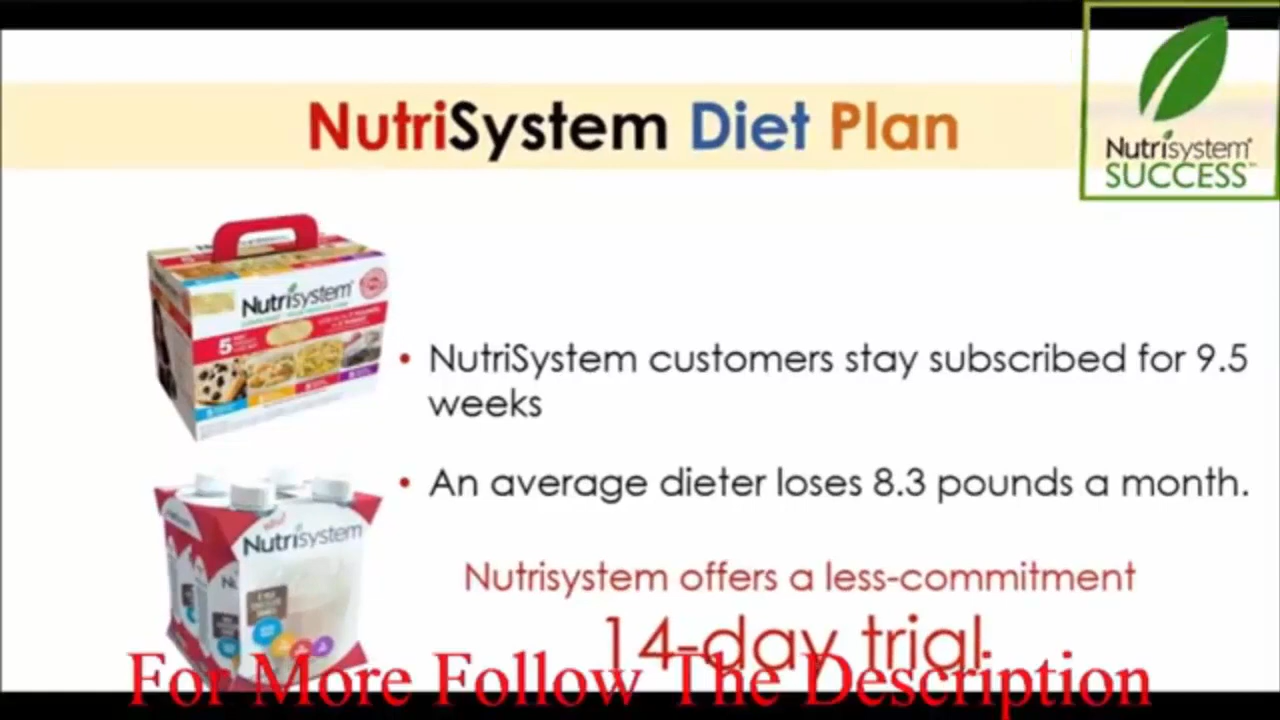 NutriSystem Diet Plan
Nutrisystem
SUCCESS
Nutrisystem
5
• NutriSystem customers stay subscribed for 9.5
weeks
• An average dieter loses 8.3 pounds a month.
Nutrisystem
Nutrisystem offers a less-commitment
14-day trial.
For More Follow The Description